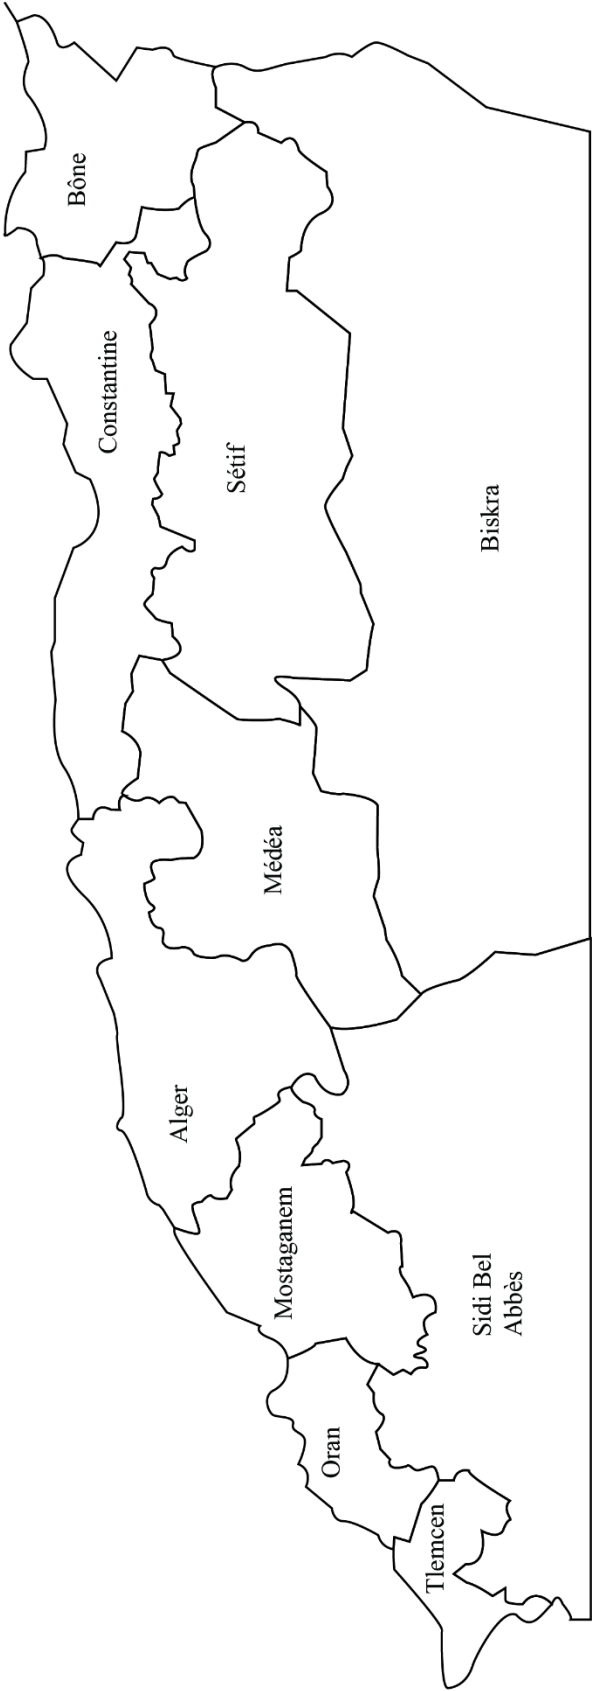 Bône
Constantine
Sétif
Biskra
Médéa
Alger
Mostaganem
Sidi Bel
Abbès
Oran
Tlemcen